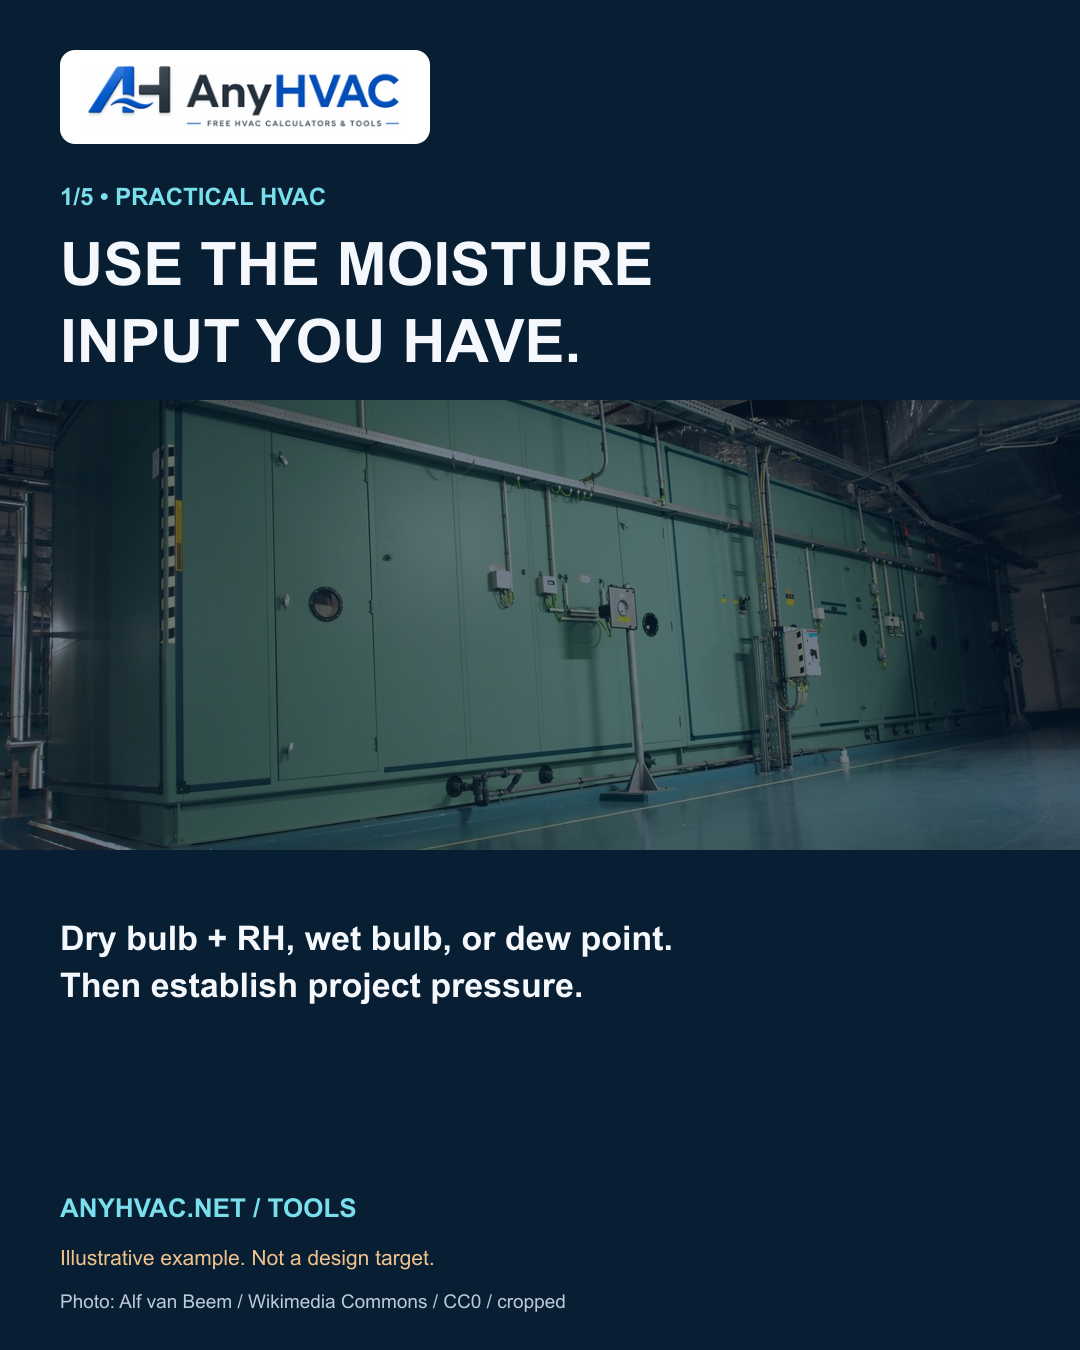 AH AnyHVAC
FREE HVAC CALCULATORS & TOOLS
1/5 • PRACTICAL HVAC
USE THE MOISTURE
INPUT YOU HAVE.
Dry bulb + RH, wet bulb, or dew point.
Then establish project pressure.
ANYHVAC.NET / TOOLS
Illustrative example. Not a design target.
Photo: Alf van Beem / Wikimedia Commons / CC0 / cropped